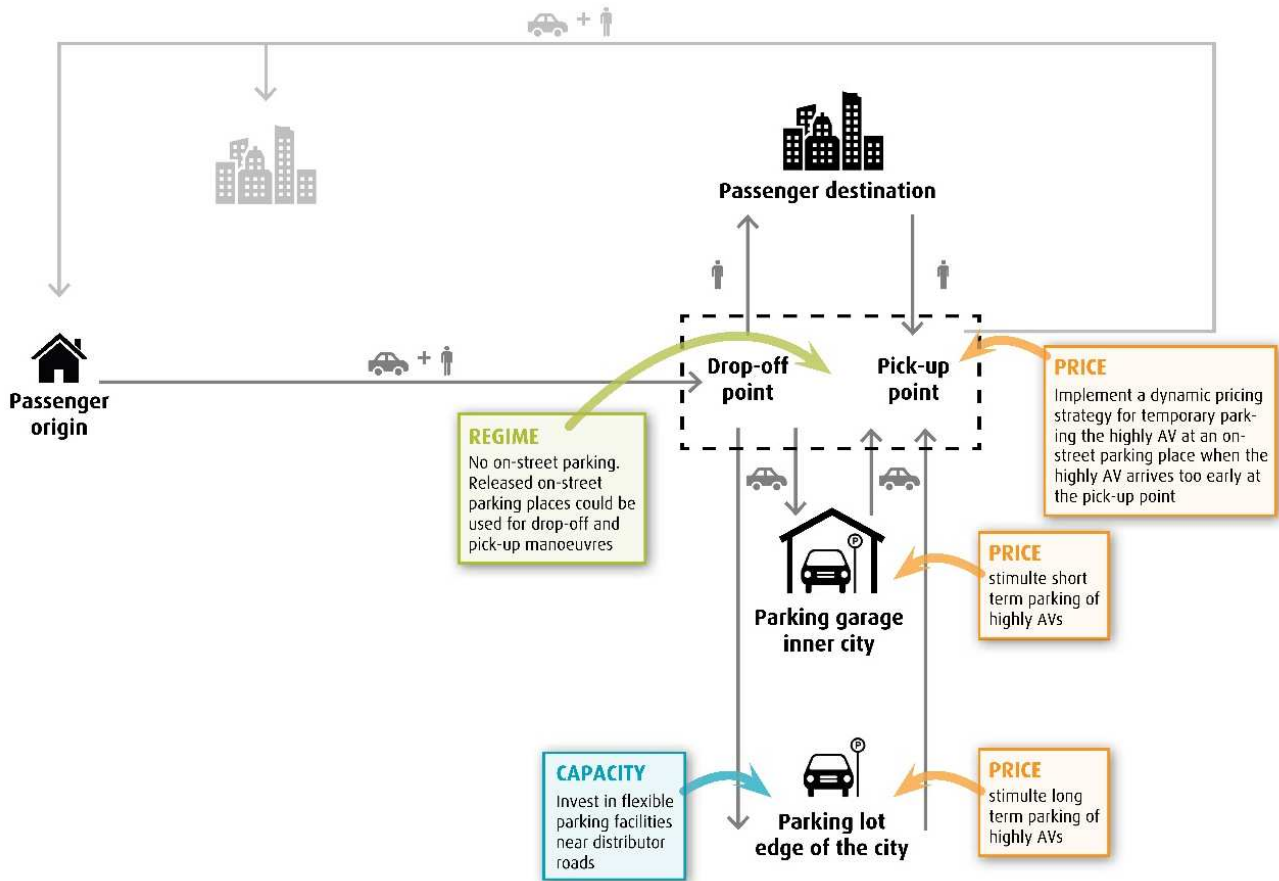 +
Passenger destination
+
Passenger
origin
Drop-off
point
Pick-up
point
REGIME
No on-street parking.
Released on-street
parking places could be
used for drop-off and
pick-up manoeuvres
PRICE
Implement a dynamic pricing
strategy for temporary park-
ing the highly AV at an on-
street parking place when the
highly AV arrives too early at
the pick-up point
P
Parking garage
inner city
PRICE
stimulte short
term parking of
highly AVs
CAPACITY
Invest in flexible
parking facilities
near distributor
roads
P
Parking lot
edge of the city
PRICE
stimulte long
term parking of
highly AVs